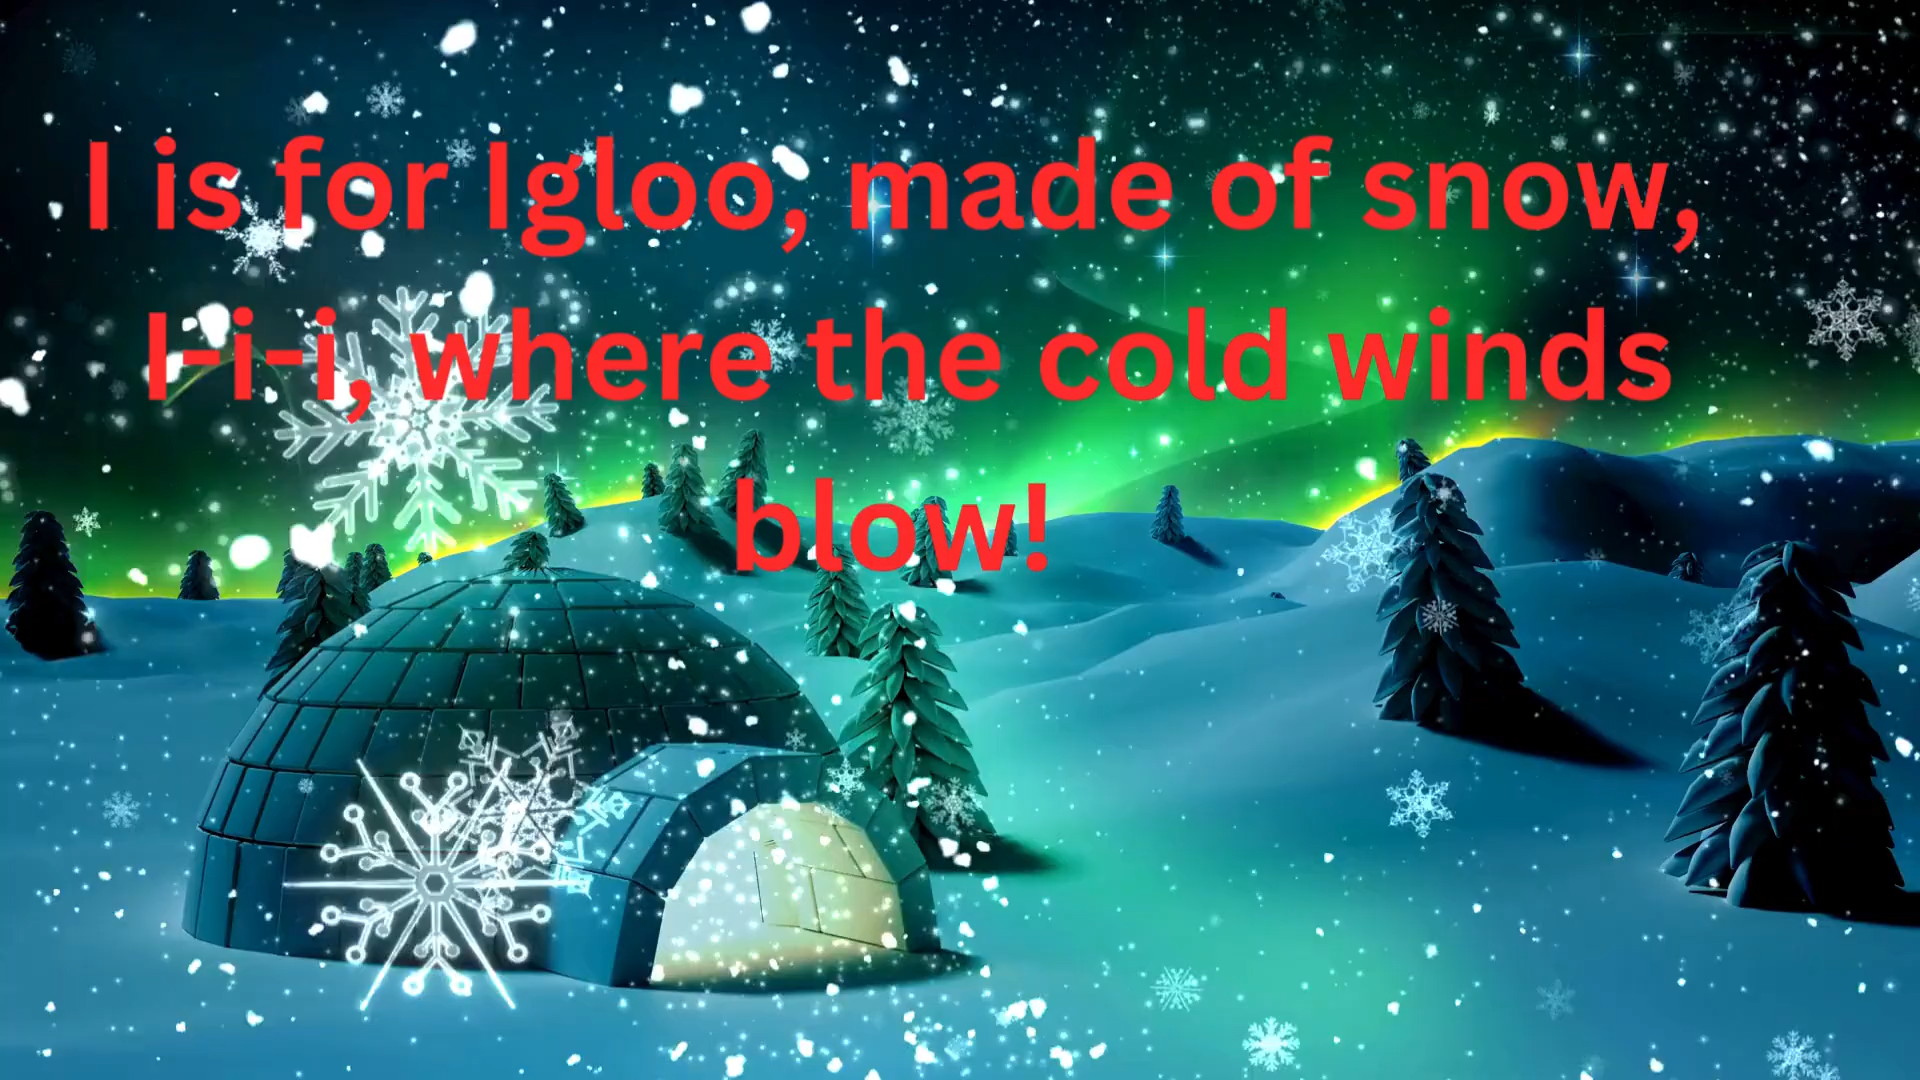 I is for Igloo, made of snow,
I-i-i, where the cold winds
blow!